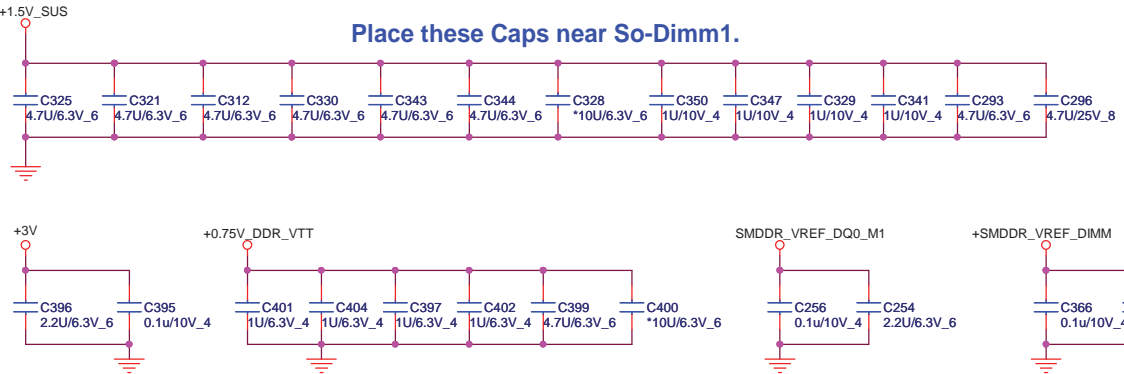 +1.5V_SUS
Place these Caps near So-Dimm1.
C325 C321 C312 C330 C343 C344 C328 C350 C347 C329 C341 C293 C296
4.7U/6.3V_6 4.7U/6.3V_6 4.7U/6.3V_6 4.7U/6.3V_6 4.7U/6.3V_6 4.7U/6.3V_6 *10U/6.3V_6 1U/10V_4 1U/10V_4 1U/10V_4 1U/10V_4 4.7U/6.3V_6 4.7U/25V_8
+3V +0.75V_DDR_VTT SMDDR_VREF_DQ0_M1 +SMDDR_VREF_DIMM
C396 C395 C401 C404 C397 C402 C399 C400 C256 C254 C366
2.2U/6.3V_6 0.1u/10V_4 1U/6.3V_4 1U/6.3V_4 1U/6.3V_4 1U/6.3V_4 4.7U/6.3V_6 *10U/6.3V_6 0.1u/10V_4 2.2U/6.3V_6 0.1u/10V_4